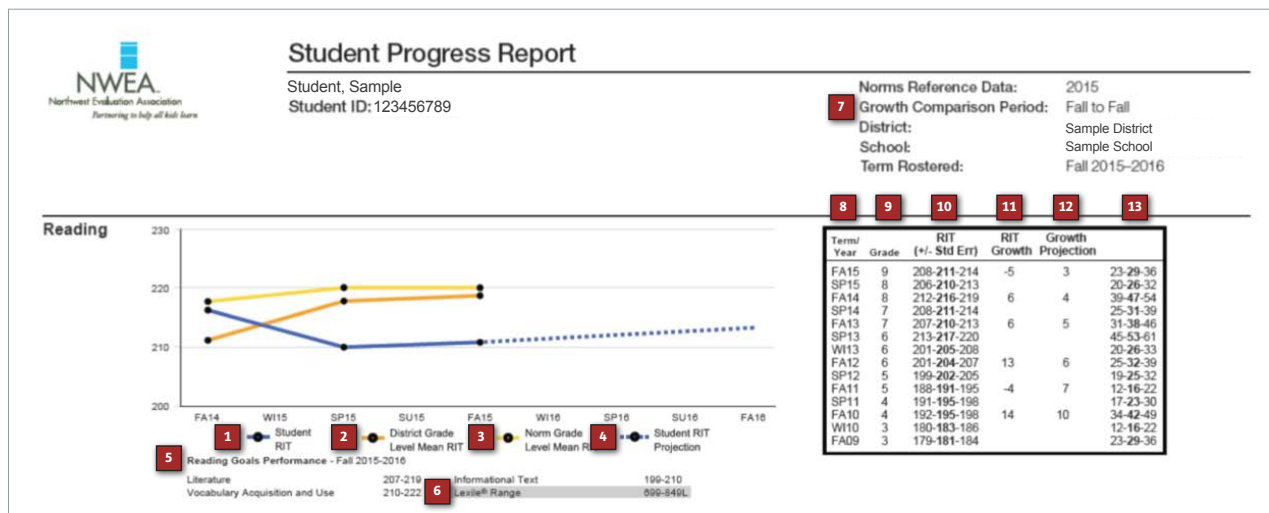 NWEA
Northwest Evaluation Association
Partnering to help all kids learn
Student Progress Report
Student, Sample
Student ID: 123456789
Norms Reference Data: 2015
7 Growth Comparison Period: Fall to Fall
District: Sample District
School: Sample School
Term Rostered: Fall 2015–2016
Reading
230
220
210
200
FA14 WI15 SP15 SU15 FA15 WI16 SP16 SU16 FA16
1 Student RIT
2 District Grade Level Mean RIT
3 Norm Grade Level Mean RIT
4 Student RIT Projection
5 Reading Goals Performance - Fall 2015-2016
Literature 207-219 Informational Text 199-210
Vocabulary Acquisition and Use 210-222 6 Lexile® Range 699-849L
8 9 10 11 12 13
Term/Year Grade RIT (+/- Std Err) RIT Growth Growth Projection
FA15 9 208-211-214 -5 3 23-29-36
SP15 8 206-210-213 20-26-32
FA14 8 212-216-219 6 4 39-47-54
SP14 7 208-211-214 25-31-39
FA13 7 207-210-213 6 5 31-38-46
SP13 6 213-217-220 45-53-61
WI13 6 201-205-208 20-26-33
FA12 6 201-204-207 13 6 25-32-39
SP12 5 199-202-205 19-25-32
FA11 5 188-191-195 -4 7 12-16-22
SP11 4 191-195-198 17-23-30
FA10 4 192-195-198 14 10 34-42-49
WI10 3 180-183-186 12-16-22
FA09 3 179-181-184 23-29-36